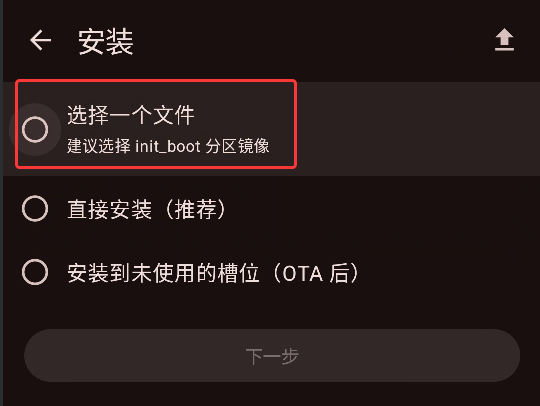 安装
选择一个文件
建议选择 init_boot 分区镜像
直接安装（推荐）
安装到未使用的槽位（OTA 后）
下一步